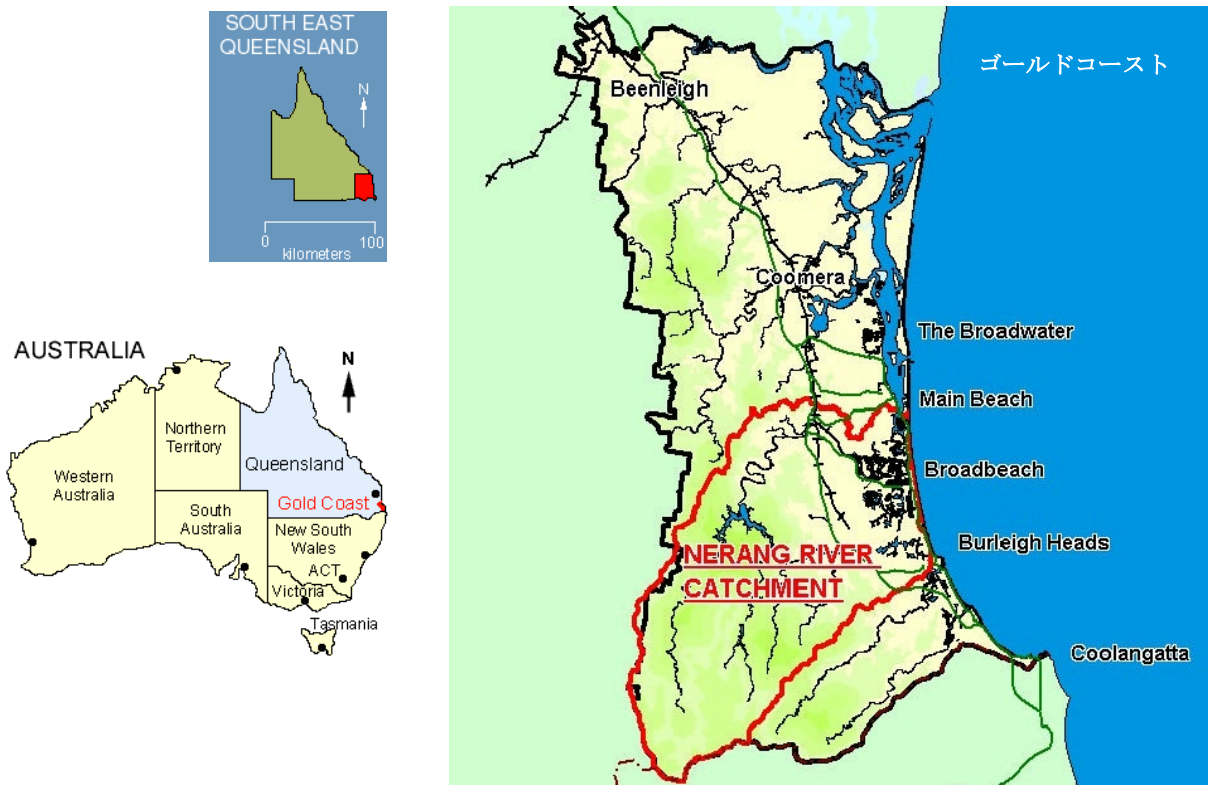 SOUTH EAST
QUEENSLAND
N
0
100
kilometers
AUSTRALIA
N
Northern
Territory
Queensland
Western
Australia
Gold Coast
South
Australia
New South
Wales
ACT
Victoria
Tasmania
ゴールドコースト
Beenleigh
Coomera
The Broadwater
Main Beach
Broadbeach
Burleigh Heads
NERANG RIVER
CATCHMENT
Coolangatta